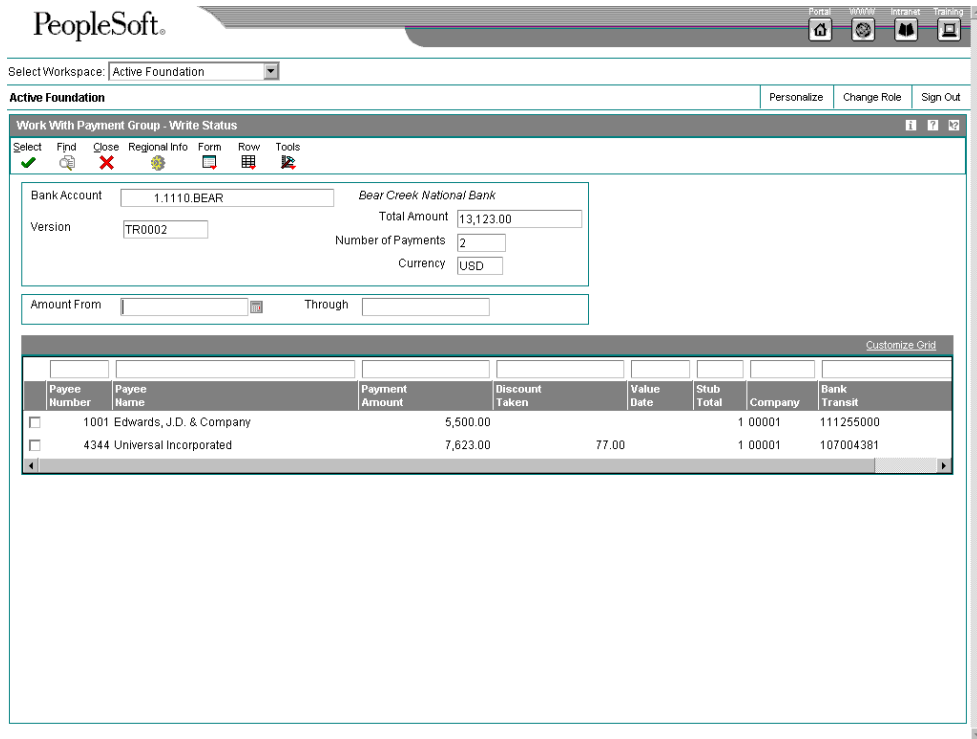 PeopleSoft.
Portal WWW Intranet Training
Select Workspace: Active Foundation
Active Foundation Personalize Change Role Sign Out
Work With Payment Group - Write Status
Select Find Close Regional Info Form Row Tools
Bank Account 1.1110.BEAR Bear Creek National Bank
Total Amount 13,123.00
Version TR0002
Number of Payments 2
Currency USD
Amount From Through
Customize Grid
Payee Number Payee Name Payment Amount Discount Taken Value Date Stub Total Company Bank Transit
1001 Edwards, J.D. & Company 5,500.00 1 00001 111255000
4344 Universal Incorporated 7,623.00 77.00 1 00001 107004381